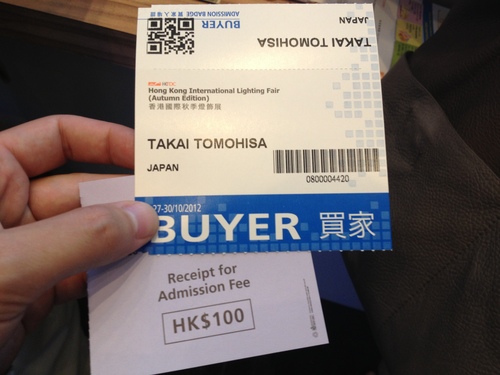 ADMISSION BADGE 買家入場證
BUYER
JAPAN
TAKAI TOMOHISA
Hong Kong International Lighting Fair
(Autumn Edition)
香港國際秋季燈飾展
TAKAI TOMOHISA
JAPAN
0800004420
27-30/10/2012
BUYER 買家
Receipt for
Admission Fee
HK$100